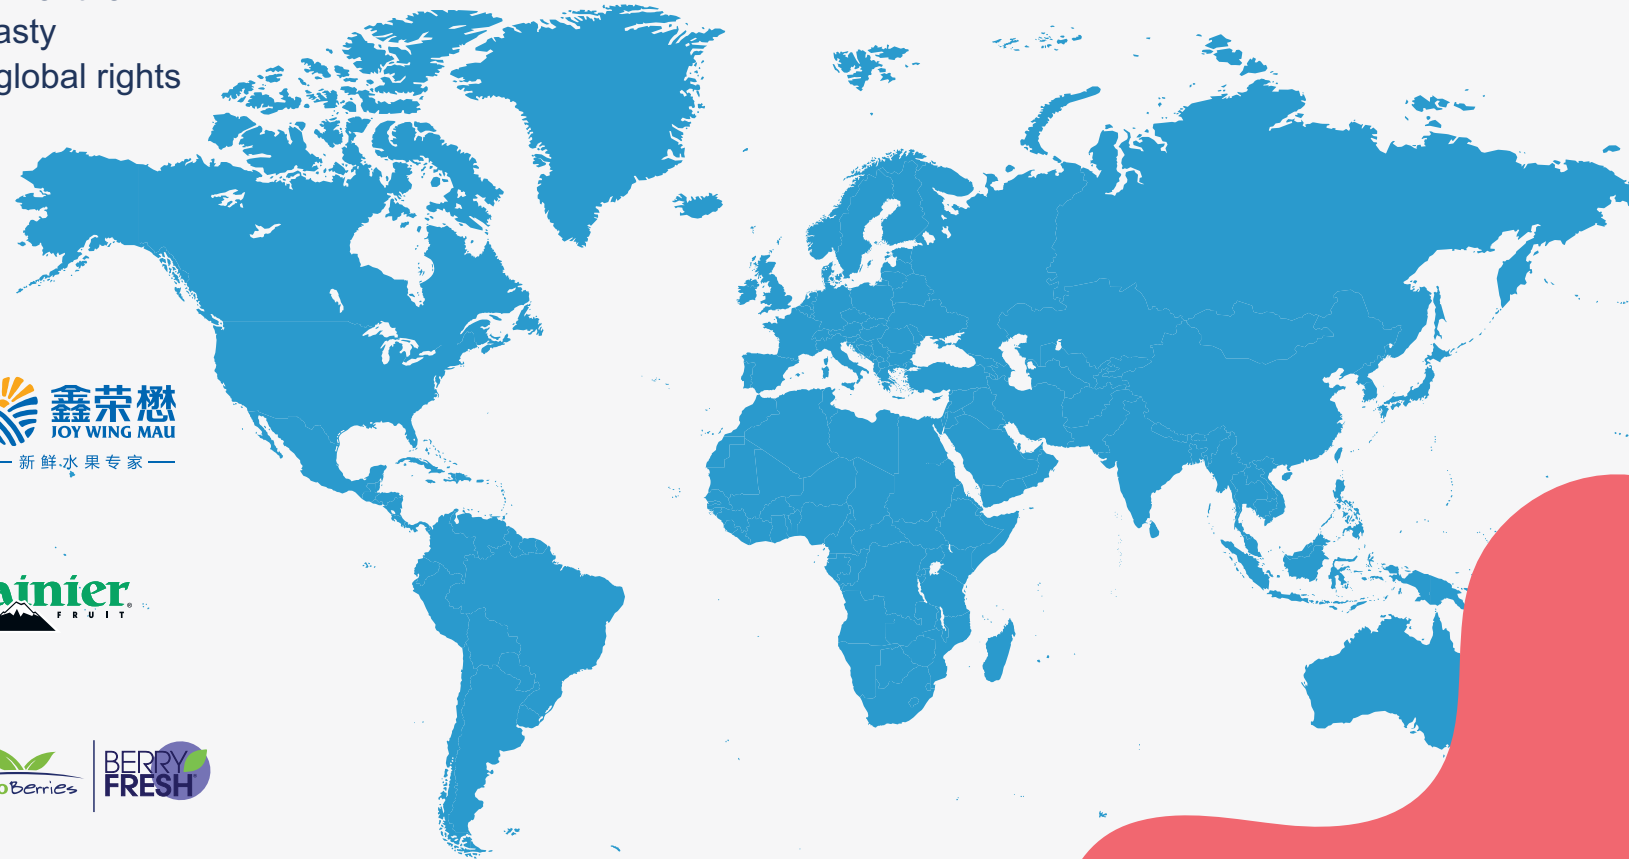 asty
global rights
鑫荣懋
JOY WING MAU
新鲜水果专家
ainier
FRUIT
oBerries
BERRY
FRESH